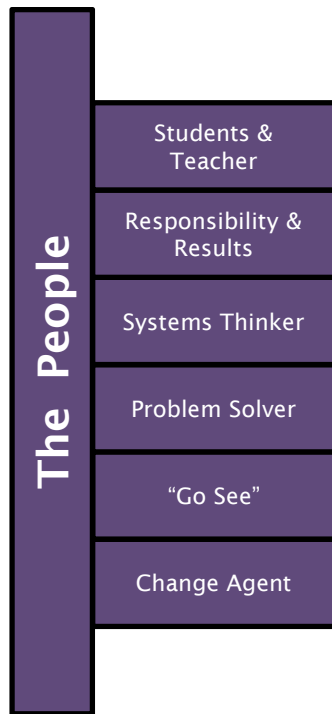 The People
Students &
Teacher
Responsibility &
Results
Systems Thinker
Problem Solver
“Go See”
Change Agent